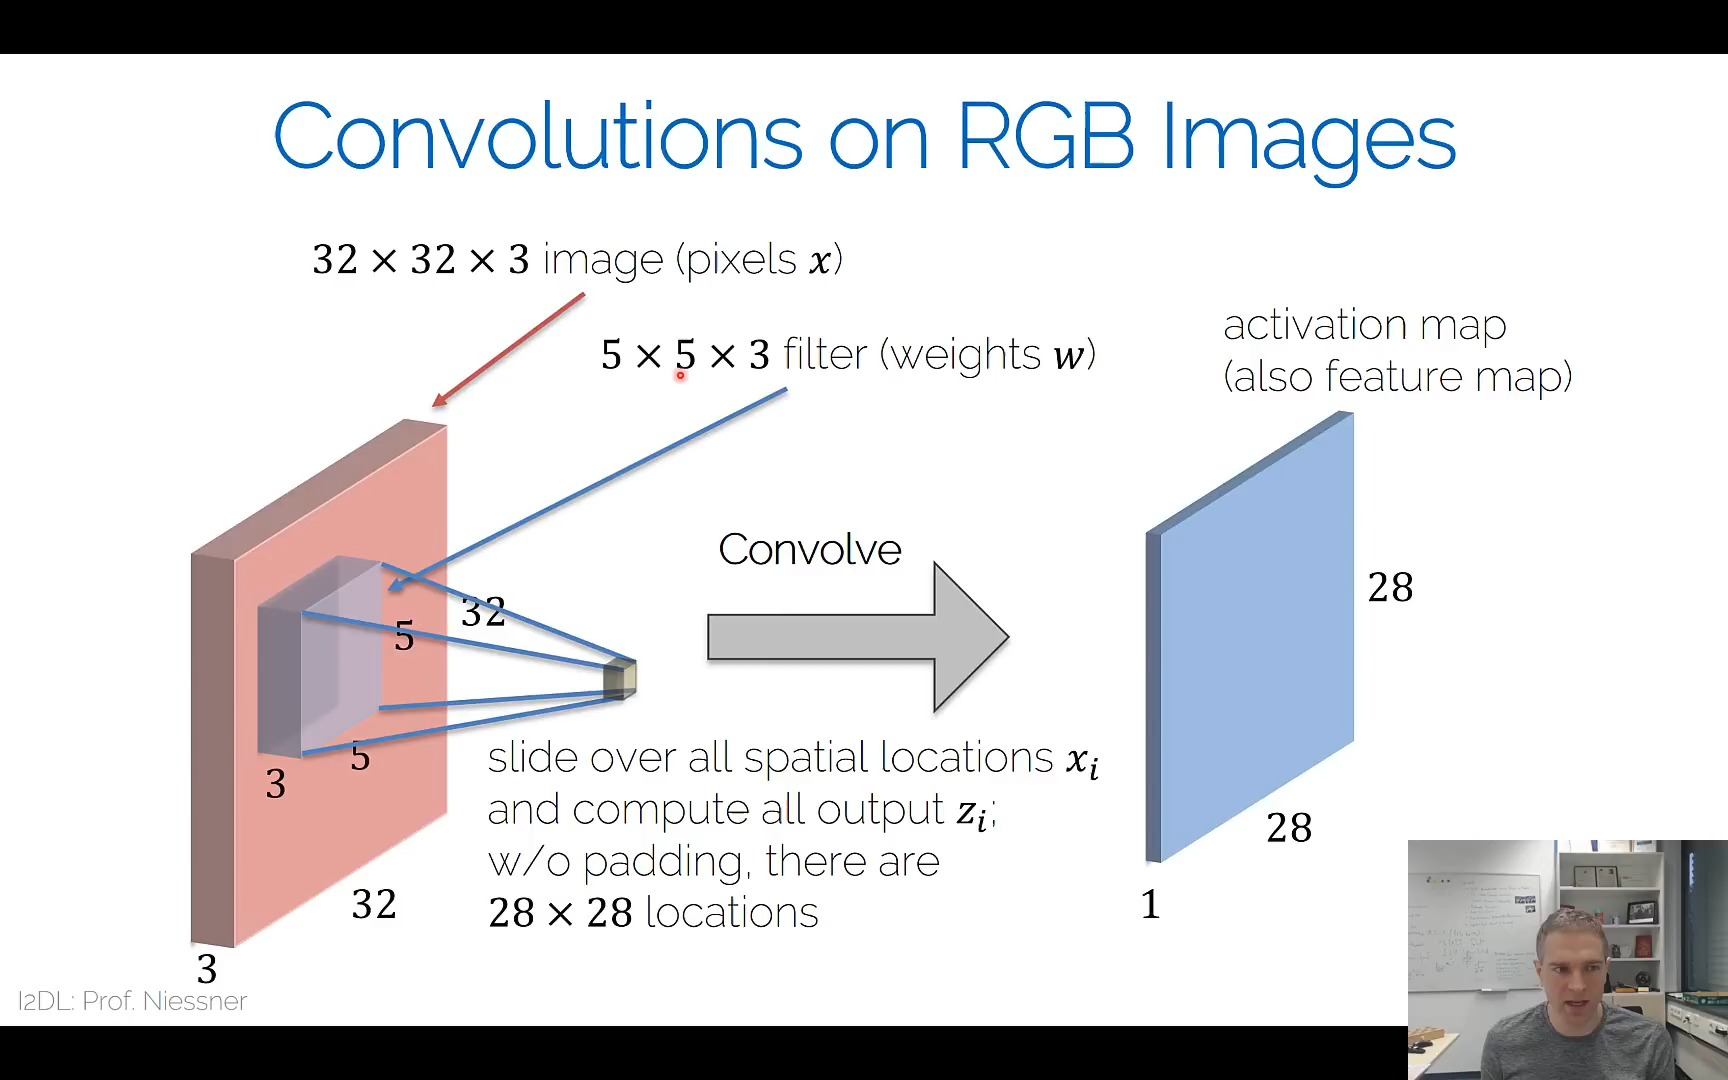 Convolutions on RGB Images
32 × 32 × 3 image (pixels x)
5 × 5 × 3 filter (weights w)
activation map
(also feature map)
Convolve
32
5
5
3
32
3
slide over all spatial locations xᵢ
and compute all output zᵢ;
w/o padding, there are
28 × 28 locations
28
28
1
I2DL: Prof. Niessner